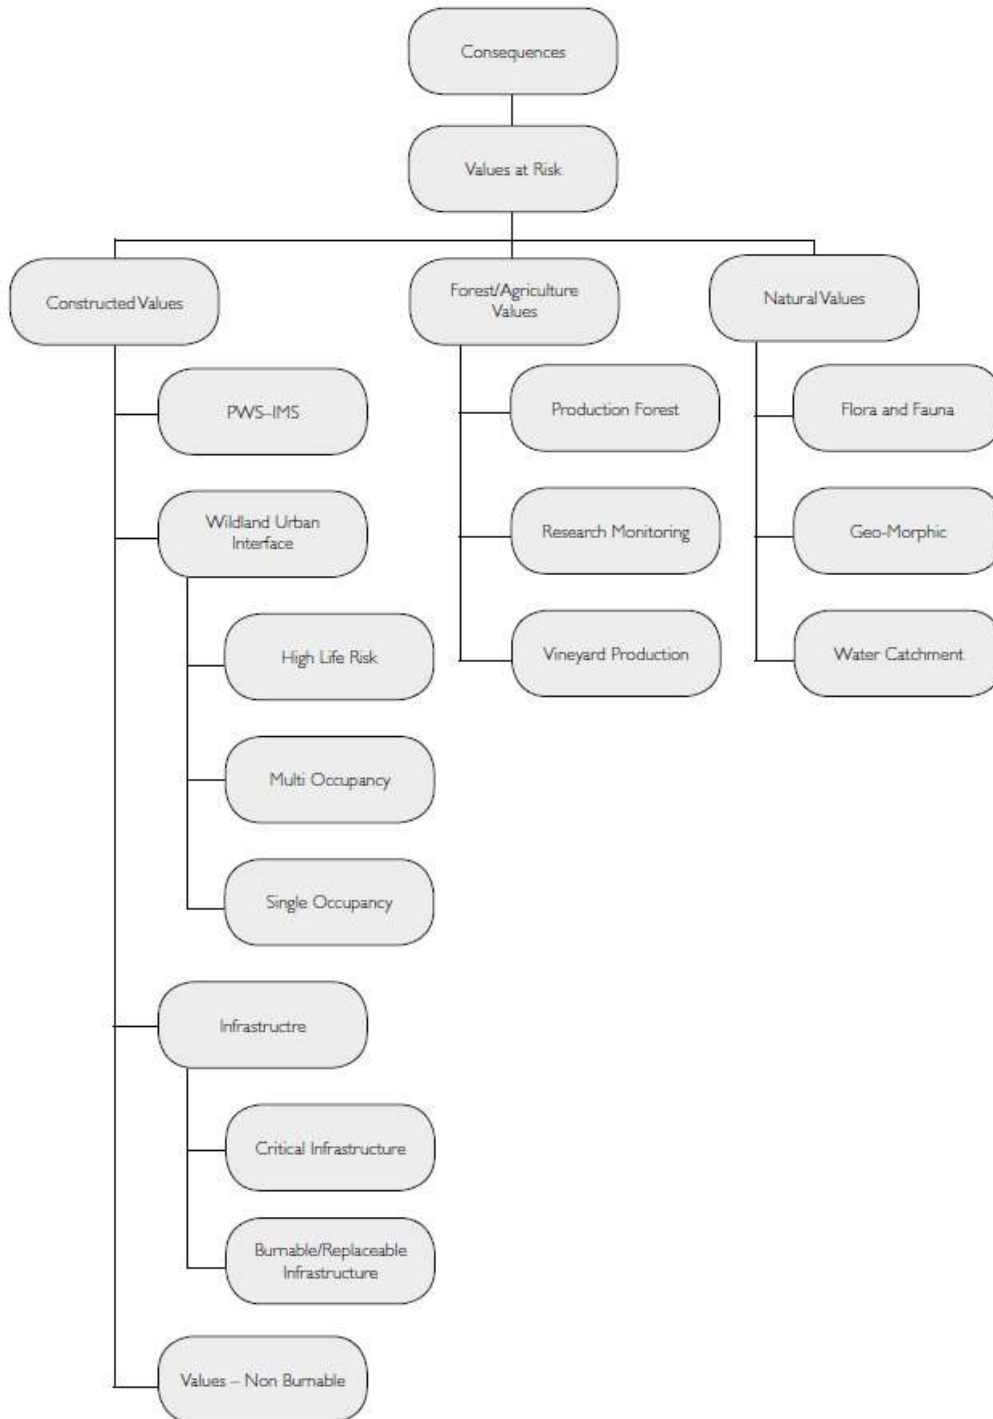 Consequences
Values at Risk
Constructed Values
Forest/Agriculture
Values
Natural Values
PWS–IMS
Production Forest
Flora and Fauna
Wildland Urban
Interface
Research Monitoring
Geo-Morphic
High Life Risk
Vineyard Production
Water Catchment
Multi Occupancy
Single Occupancy
Infrastructre
Critical Infrastructure
Burnable/Replaceable
Infrastructure
Values – Non Burnable